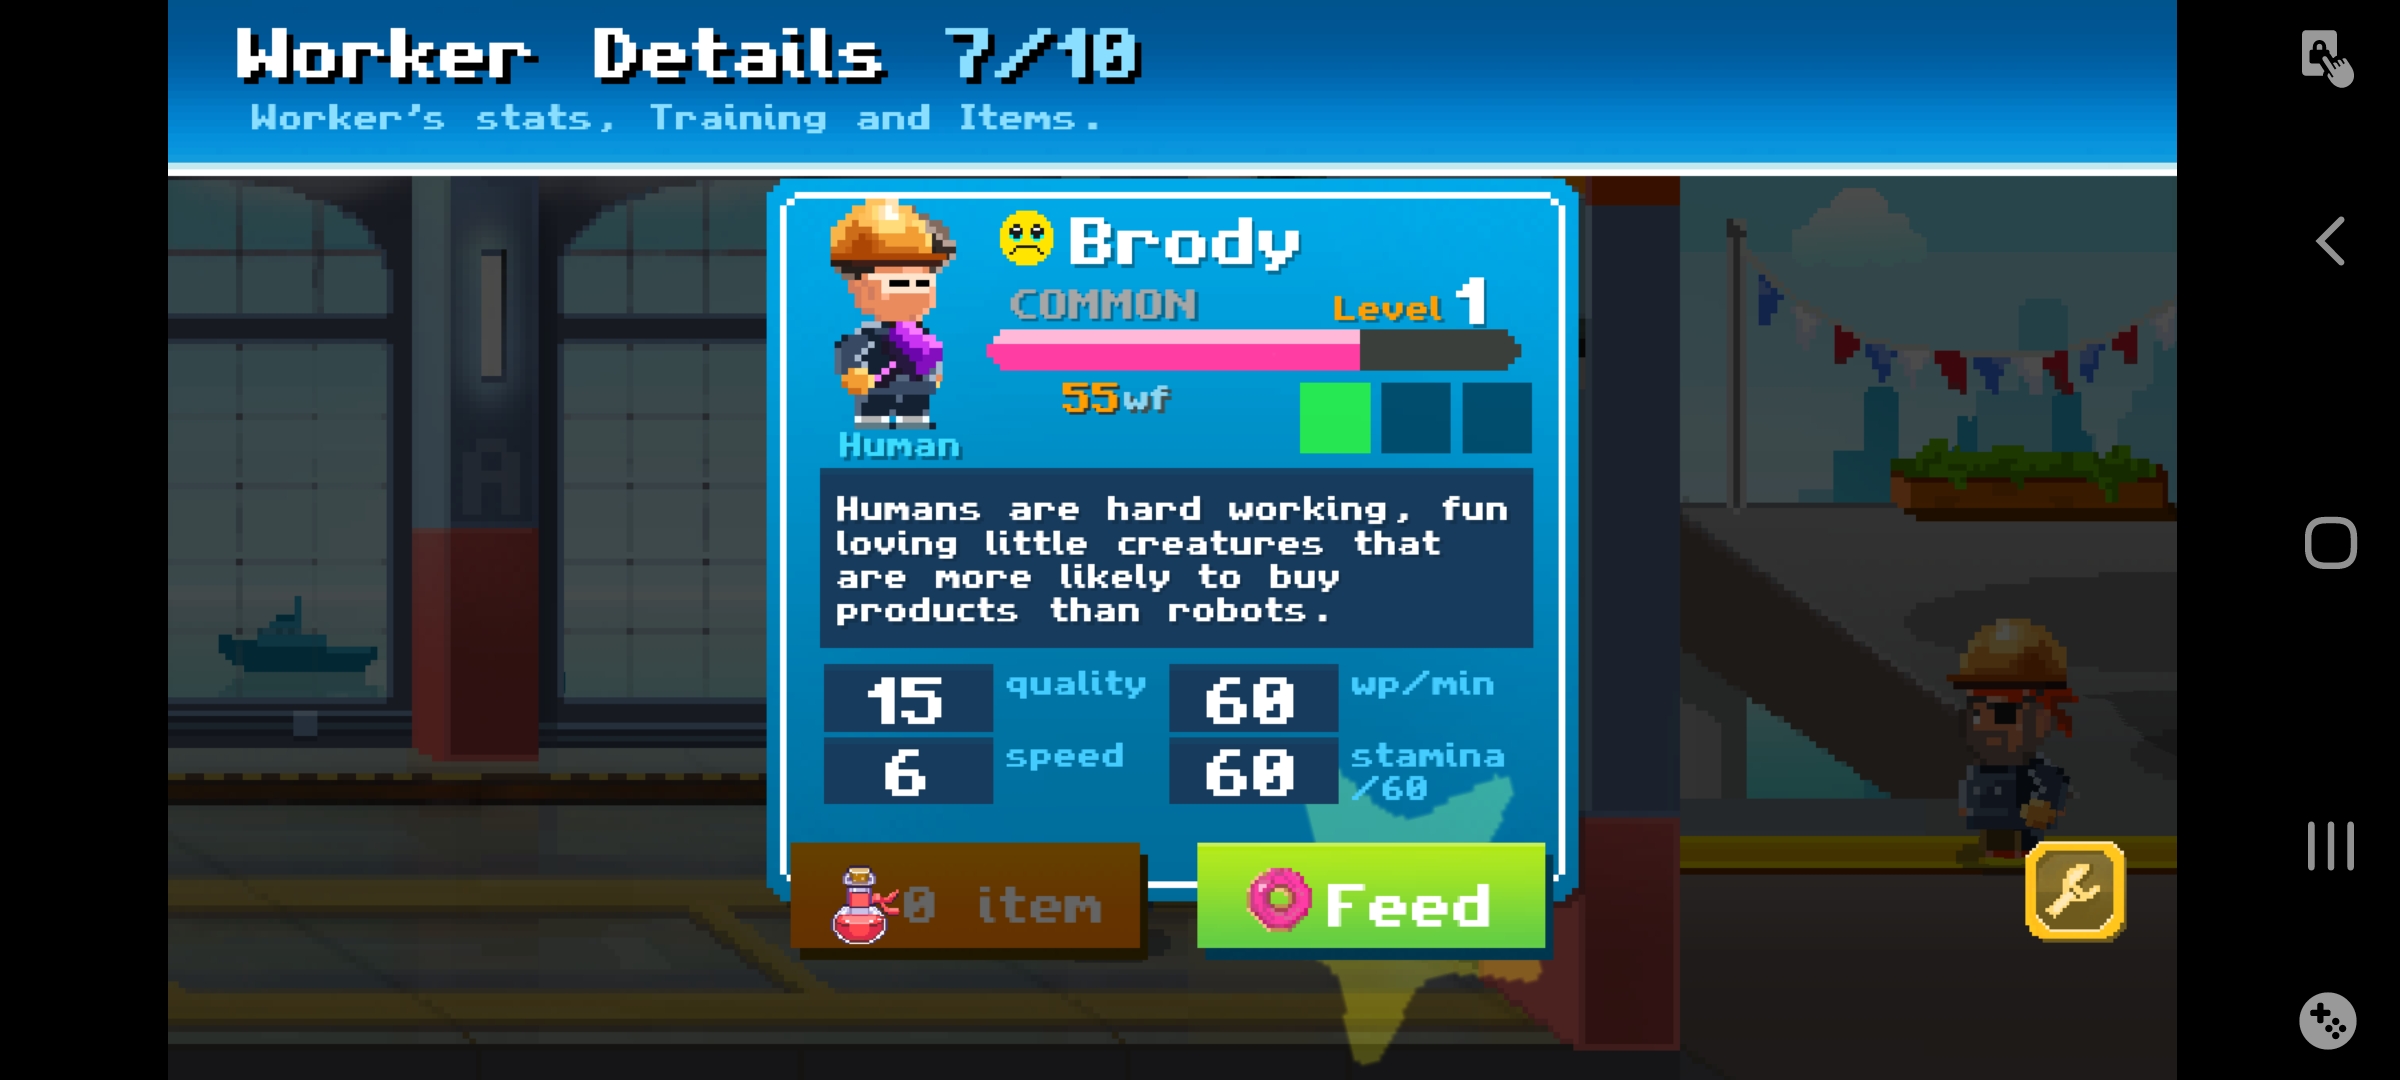 Worker Details 7/10
Worker's stats, Training and Items.
Brody
COMMON Level 1
55wf
Human
Humans are hard working, fun
loving little creatures that
are more likely to buy
products than robots.
15 quality 60 wp/min
6 speed 60 stamina
/60
0 item Feed
A